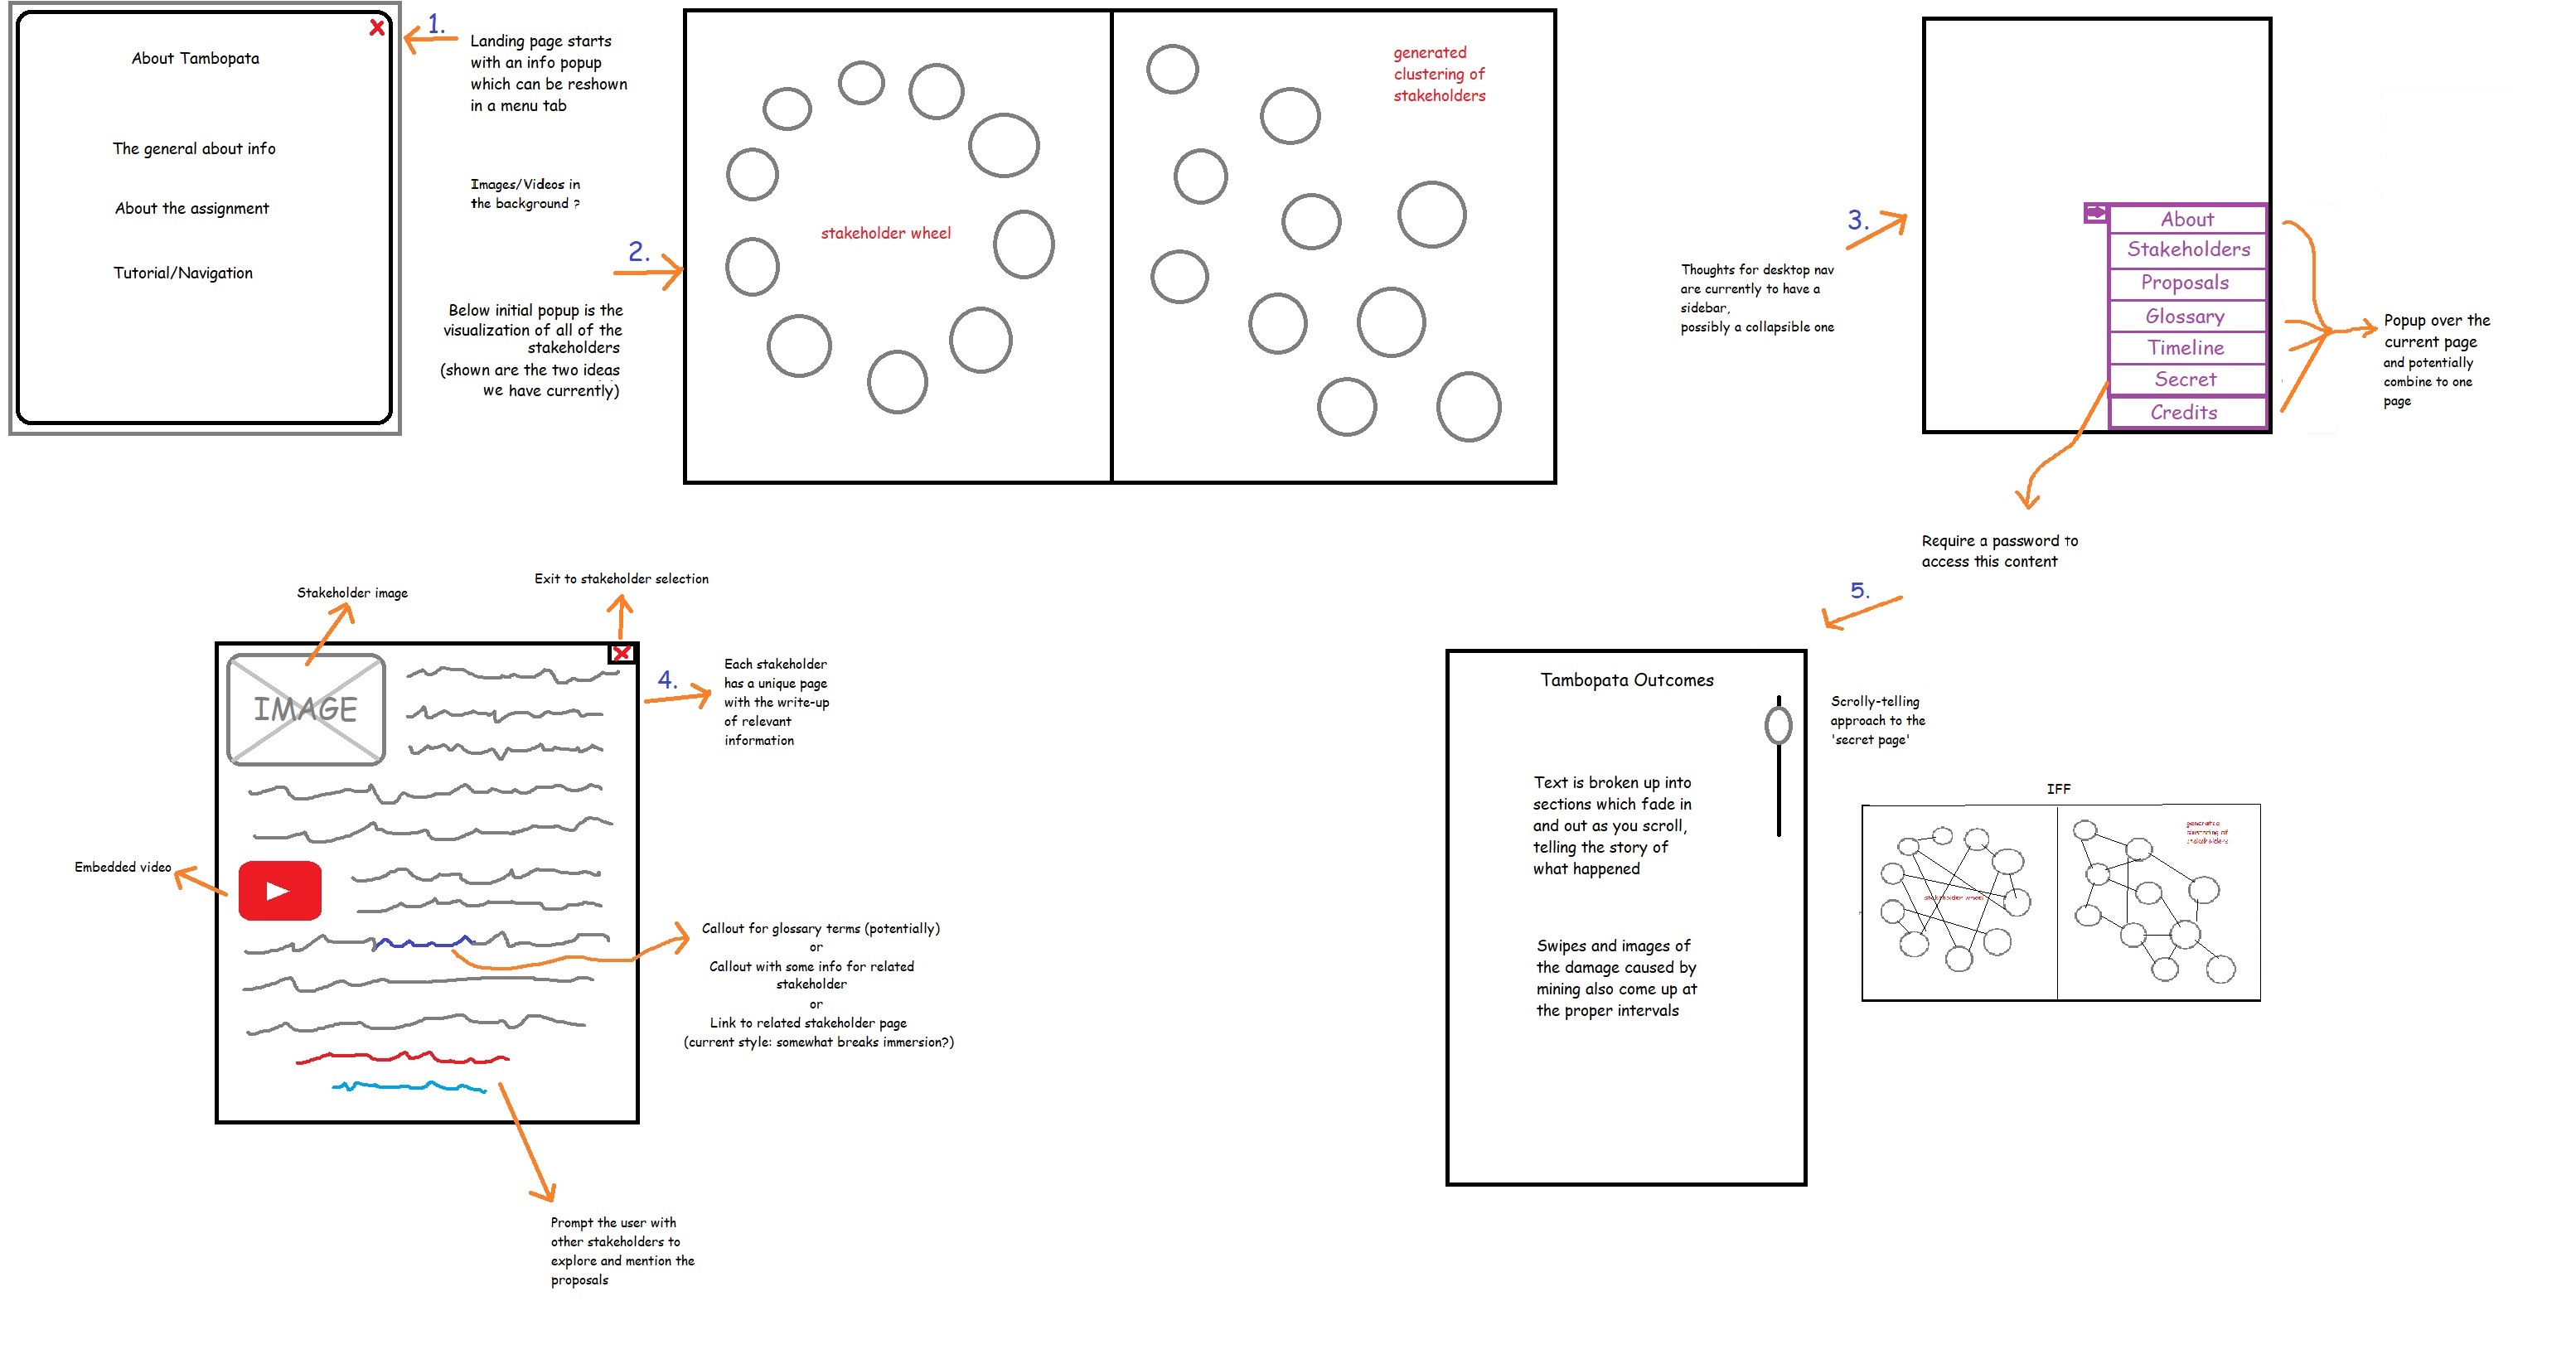 About Tambopata
The general about info
About the assignment
Tutorial/Navigation
1.
Landing page starts
with an info popup
which can be reshown
in a menu tab
Images/Videos in
the background ?
2.
Below initial popup is the
visualization of all of the
stakeholders
(shown are the two ideas
we have currently)
stakeholder wheel
generated
clustering of
stakeholders
3.
Thoughts for desktop nav
are currently to have a
sidebar,
possibly a collapsible one
About
Stakeholders
Proposals
Glossary
Timeline
Secret
Credits
Popup over the
current page
and potentially
combine to one
page
Require a password to
access this content
Stakeholder image
Exit to stakeholder selection
IMAGE
4.
Each stakeholder
has a unique page
with the write-up
of relevant
information
Embedded video
Callout for glossary terms (potentially)
or
Callout with some info for related
stakeholder
or
Link to related stakeholder page
(current style: somewhat breaks immersion?)
Prompt the user with
other stakeholders to
explore and mention the
proposals
5.
Tambopata Outcomes
Text is broken up into
sections which fade in
and out as you scroll,
telling the story of
what happened
Swipes and images of
the damage caused by
mining also come up at
the proper intervals
Scrolly-telling
approach to the
'secret page'
IFF
stakeholder wheel
generated
clustering of
stakeholders